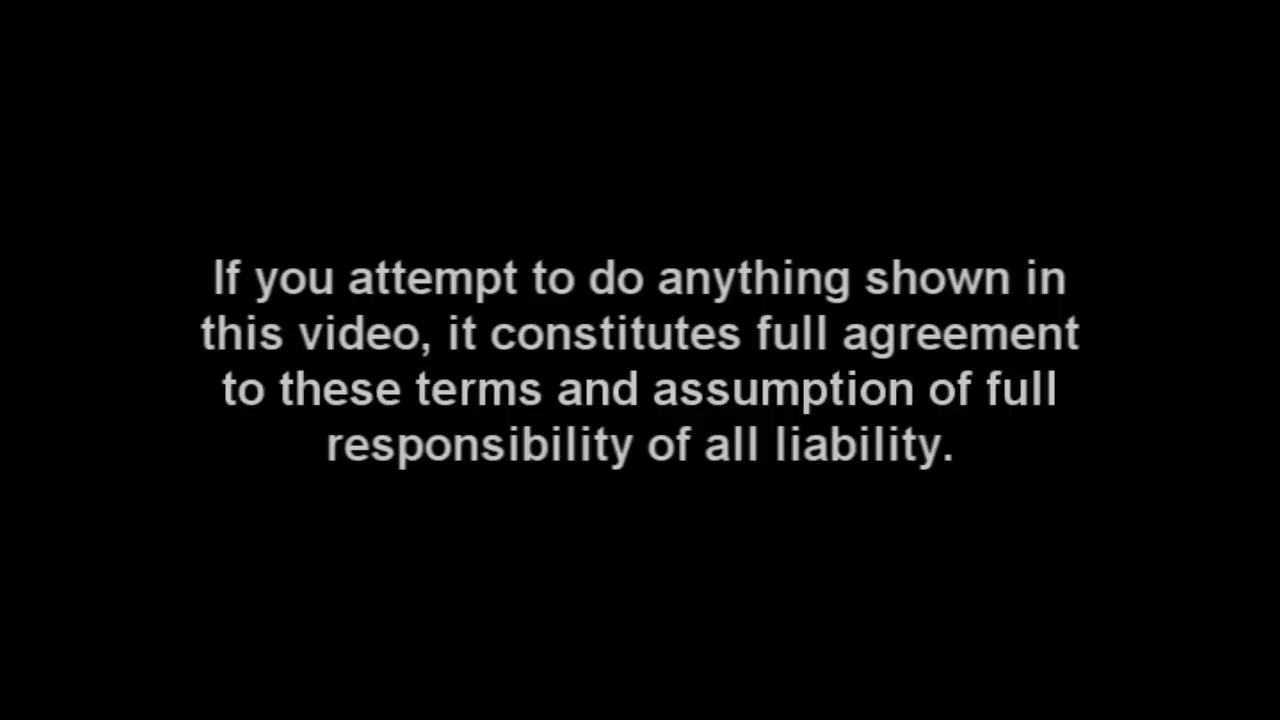 If you attempt to do anything shown in
this video, it constitutes full agreement
to these terms and assumption of full
responsibility of all liability.